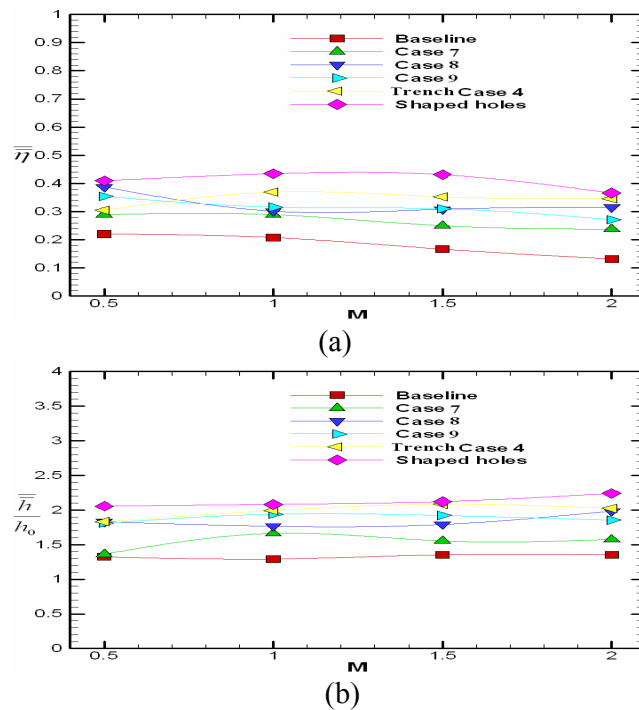 1
0.9
0.8
0.7
0.6
0.5
0.4
0.3
0.2
0.1
0
η
0.5 1 1.5 2
M
Baseline
Case 7
Case 8
Case 9
Trench Case 4
Shaped holes
(a)
4
3.5
3
2.5
2
1.5
1
0.5
0
h
h₀
0.5 1 1.5 2
M
Baseline
Case 7
Case 8
Case 9
Trench Case 4
Shaped holes
(b)